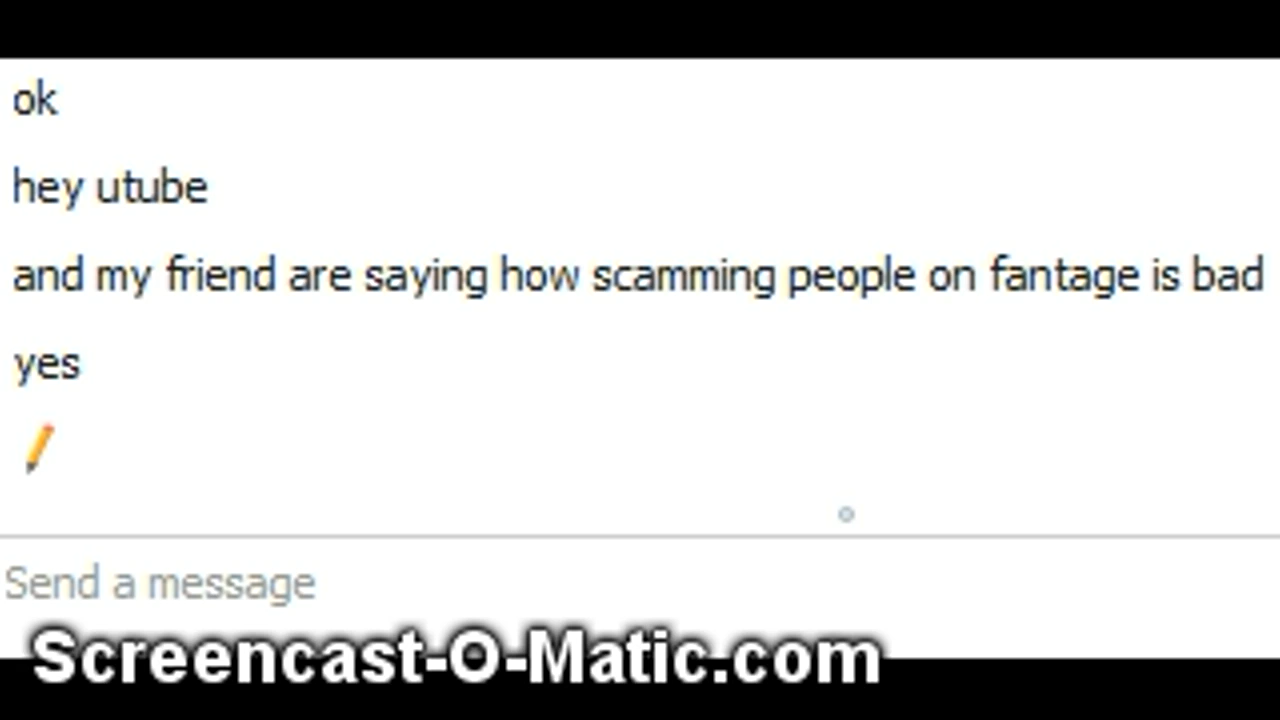 ok
hey utube
and my friend are saying how scamming people on fantage is bad
yes
Send a message
Screencast-O-Matic.com